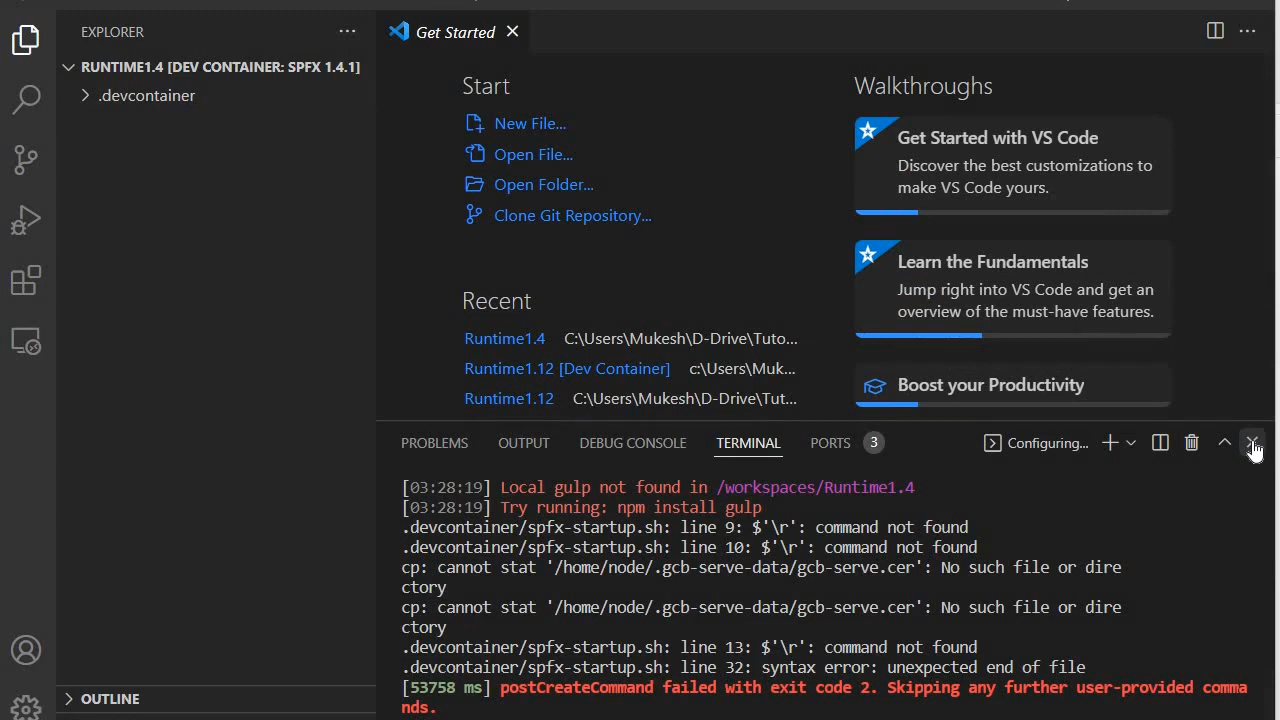 EXPLORER
RUNTIME1.4 [DEV CONTAINER: SPFX 1.4.1]
.devcontainer
OUTLINE
Get Started
Start
New File...
Open File...
Open Folder...
Clone Git Repository...
Recent
Runtime1.4 C:\Users\Mukesh\D-Drive\Tuto...
Runtime1.12 [Dev Container] c:\Users\Muk...
Runtime1.12 C:\Users\Mukesh\D-Drive\Tut...
Walkthroughs
Get Started with VS Code
Discover the best customizations to
make VS Code yours.
Learn the Fundamentals
Jump right into VS Code and get an
overview of the must-have features.
Boost your Productivity
PROBLEMS OUTPUT DEBUG CONSOLE TERMINAL PORTS 3 Configuring...
[03:28:19] Local gulp not found in /workspaces/Runtime1.4
[03:28:19] Try running: npm install gulp
.devcontainer/spfx-startup.sh: line 9: $'\r': command not found
.devcontainer/spfx-startup.sh: line 10: $'\r': command not found
cp: cannot stat '/home/node/.gcb-serve-data/gcb-serve.cer': No such file or dire
ctory
cp: cannot stat '/home/node/.gcb-serve-data/gcb-serve.cer': No such file or dire
ctory
.devcontainer/spfx-startup.sh: line 13: $'\r': command not found
.devcontainer/spfx-startup.sh: line 32: syntax error: unexpected end of file
[53758 ms] postCreateCommand failed with exit code 2. Skipping any further user-provided comma
nds.